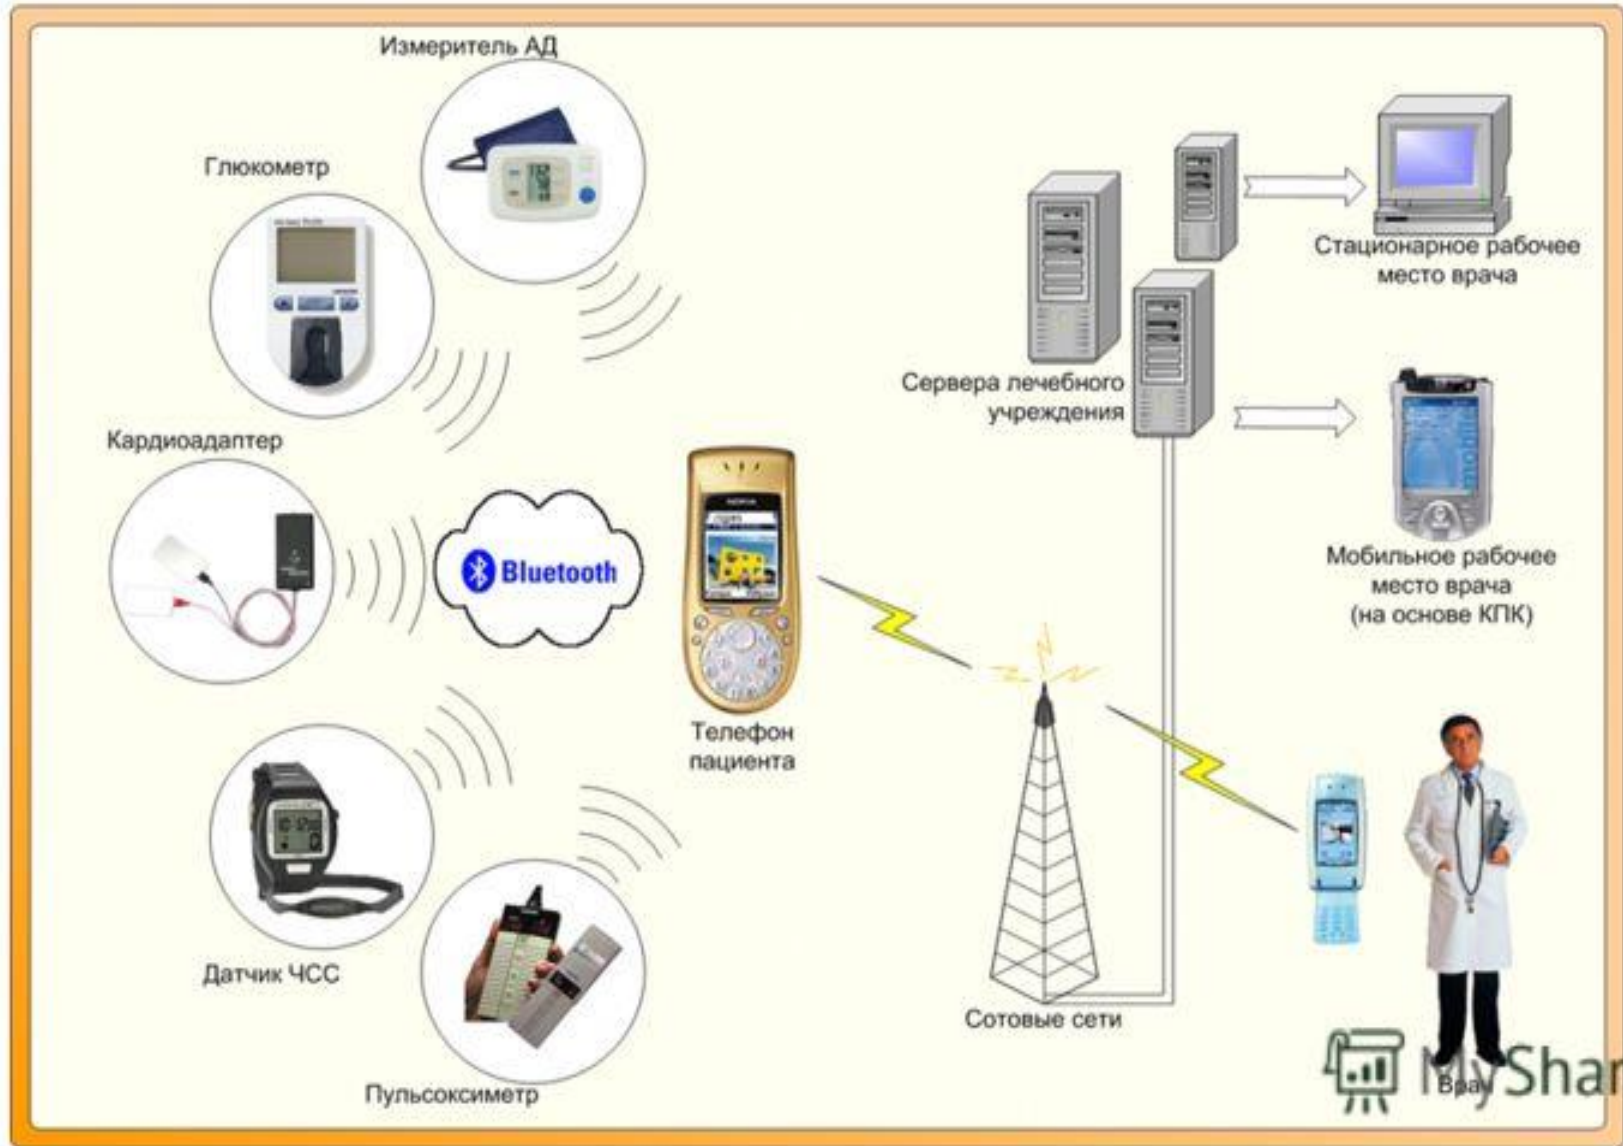 Измеритель АД
Глюкометр
Кардиоадаптер
Bluetooth
Датчик ЧСС
Пульсоксиметр
NOKIA
Телефон
пациента
Сервера лечебного
учреждения
Стационарное рабочее
место врача
Мобильное рабочее
место врача
(на основе КПК)
Сотовые сети
Врач
MyShar